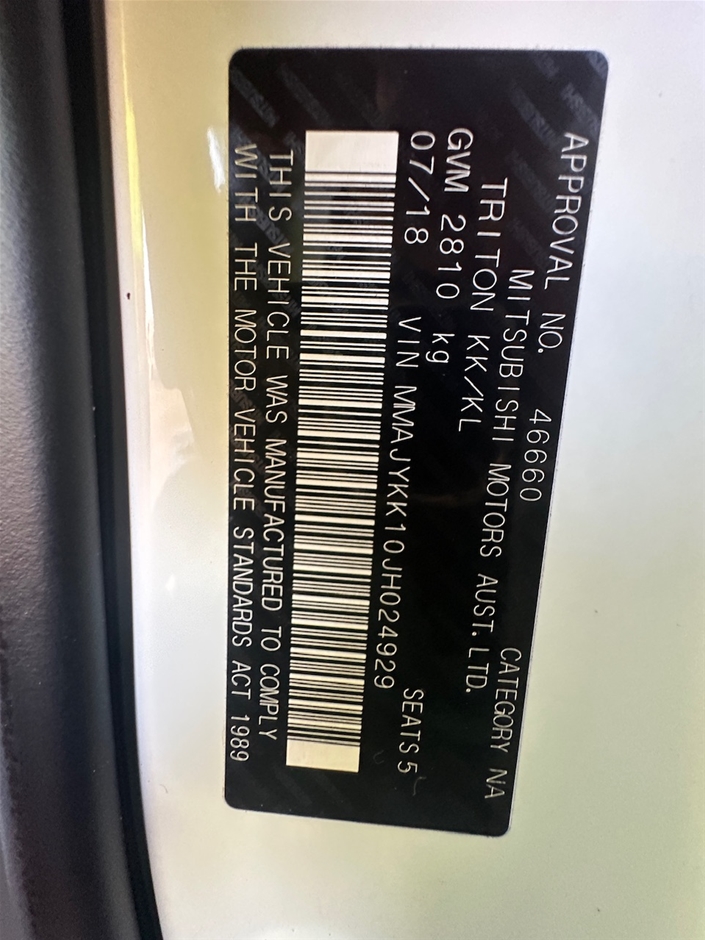 APPROVAL NO. 46660 CATEGORY NA
MITSUBISHI MOTORS AUST. LTD.
TRITON KK/KL
GVM 2810 kg SEATS 5
07/18 VIN MMAJYKK10JH024929
THIS VEHICLE WAS MANUFACTURED TO COMPLY
WITH THE MOTOR VEHICLE STANDARDS ACT 1989